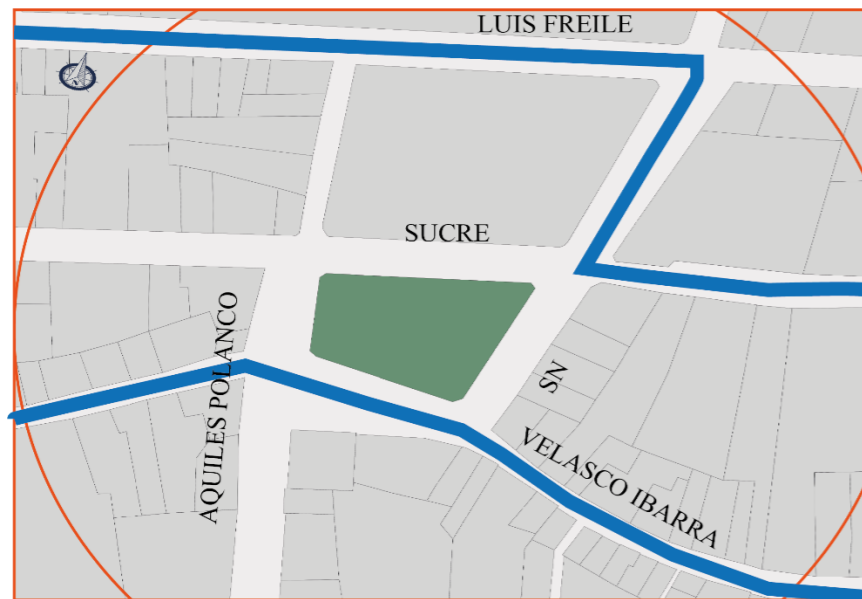 LUIS FREILE
SUCRE
AQUILES POLANCO
SN
VELASCO IBARRA